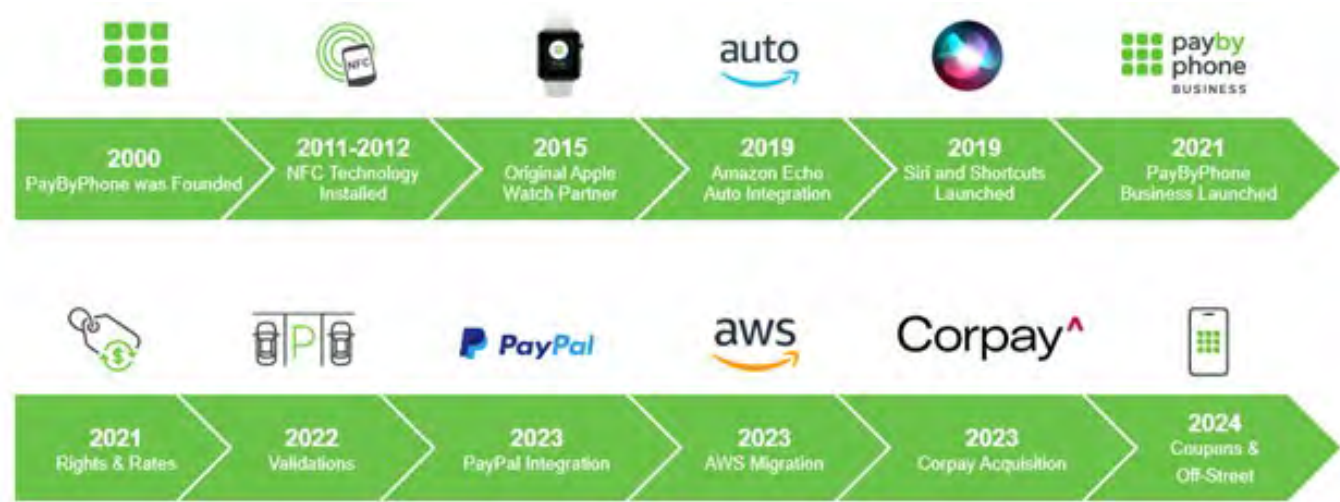 NFC
auto
payby
phone
BUSINESS
2000
PayByPhone was Founded
2011-2012
NFC Technology
Installed
2015
Original Apple
Watch Partner
2019
Amazon Echo
Auto Integration
2019
Siri and Shortcuts
Launched
2021
PayByPhone
Business Launched
$
P
P PayPal
aws
Corpay^
2021
Rights & Rates
2022
Validations
2023
PayPal Integration
2023
AWS Migration
2023
Corpay Acquisition
2024
Coupons &
Off-Street